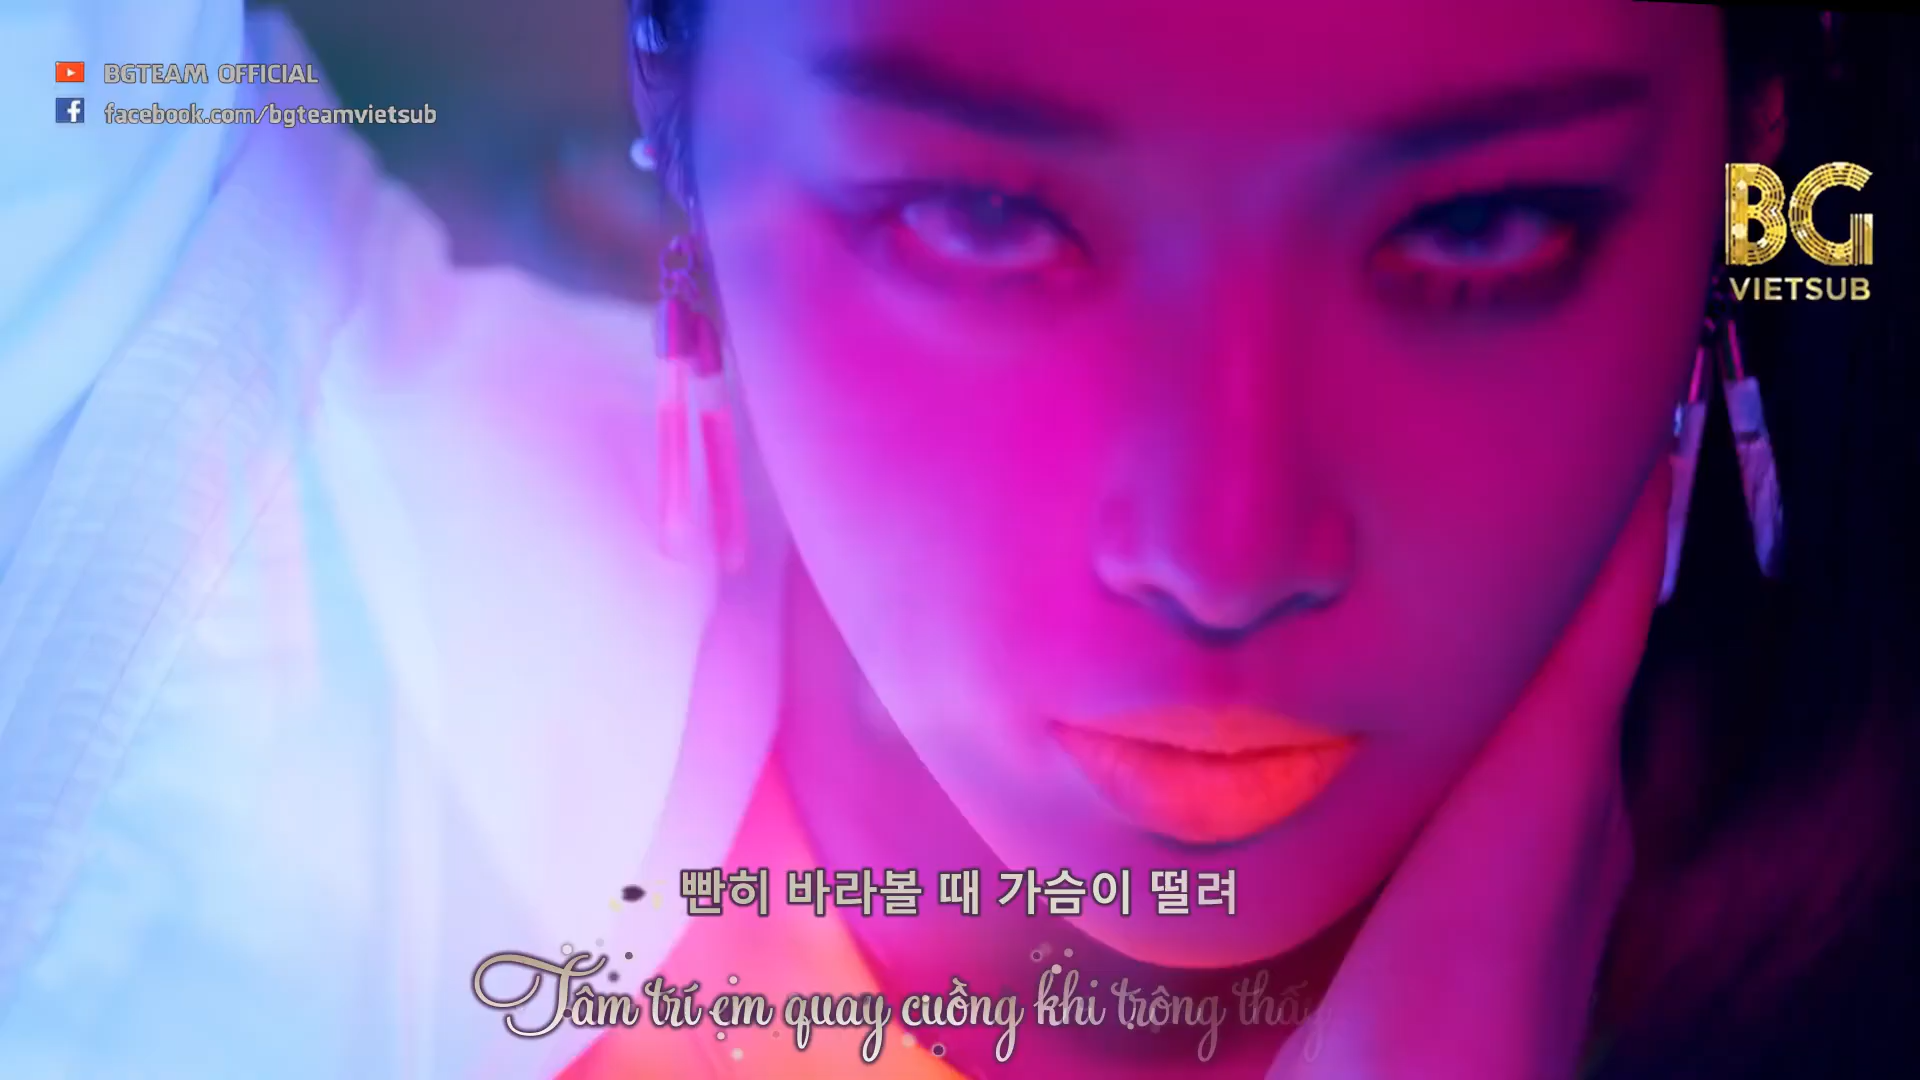 BGTEAM OFFICIAL
facebook.com/bgteamvietsub
BG
VIETSUB
빤히 바라볼 때 가슴이 떨려
Tâm trí em quay cuồng khi trông thấy